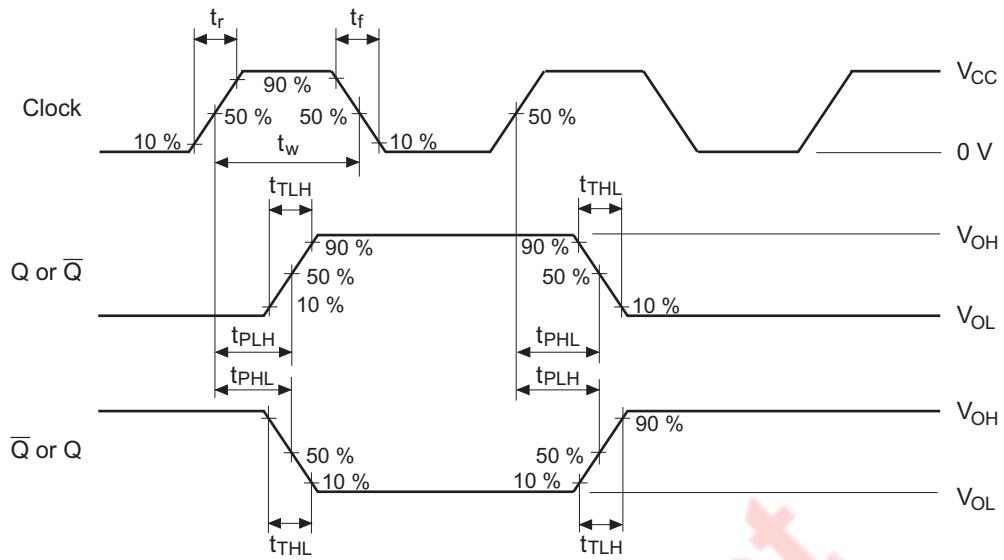 tr tf
VCC
90 %
Clock 50 % 50 % 50 %
10 % tw 10 %
0 V
tTLH tTHL
VOH
90 % 90 %
Q or Q̅ 50 % 50 %
10 % 10 %
VOL
tPLH tPHL
tPHL tPLH
VOH
90 %
Q̅ or Q 50 % 50 %
10 % 10 %
VOL
tTHL tTLH